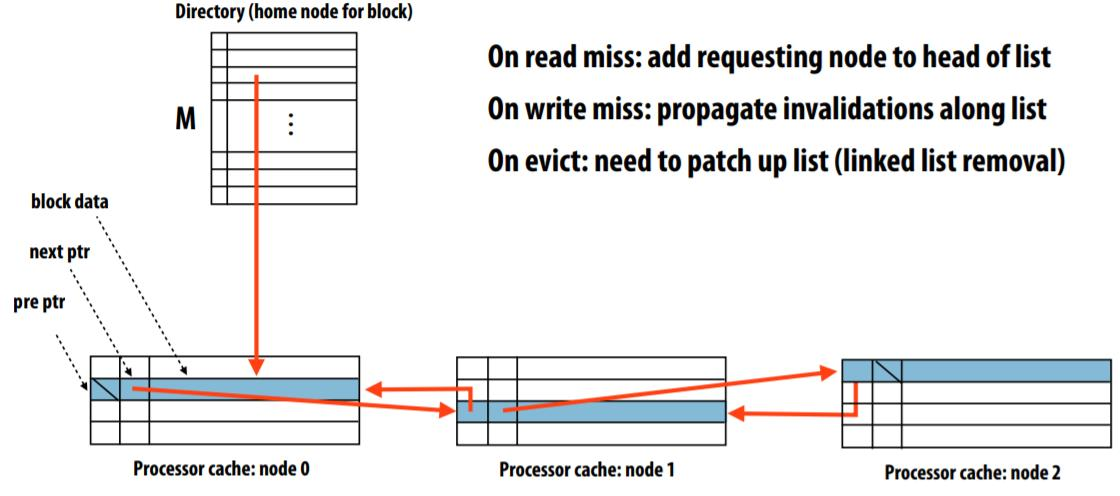 Directory (home node for block)
On read miss: add requesting node to head of list
On write miss: propagate invalidations along list
On evict: need to patch up list (linked list removal)
M
⋮
block data
next ptr
pre ptr
Processor cache: node 0
Processor cache: node 1
Processor cache: node 2